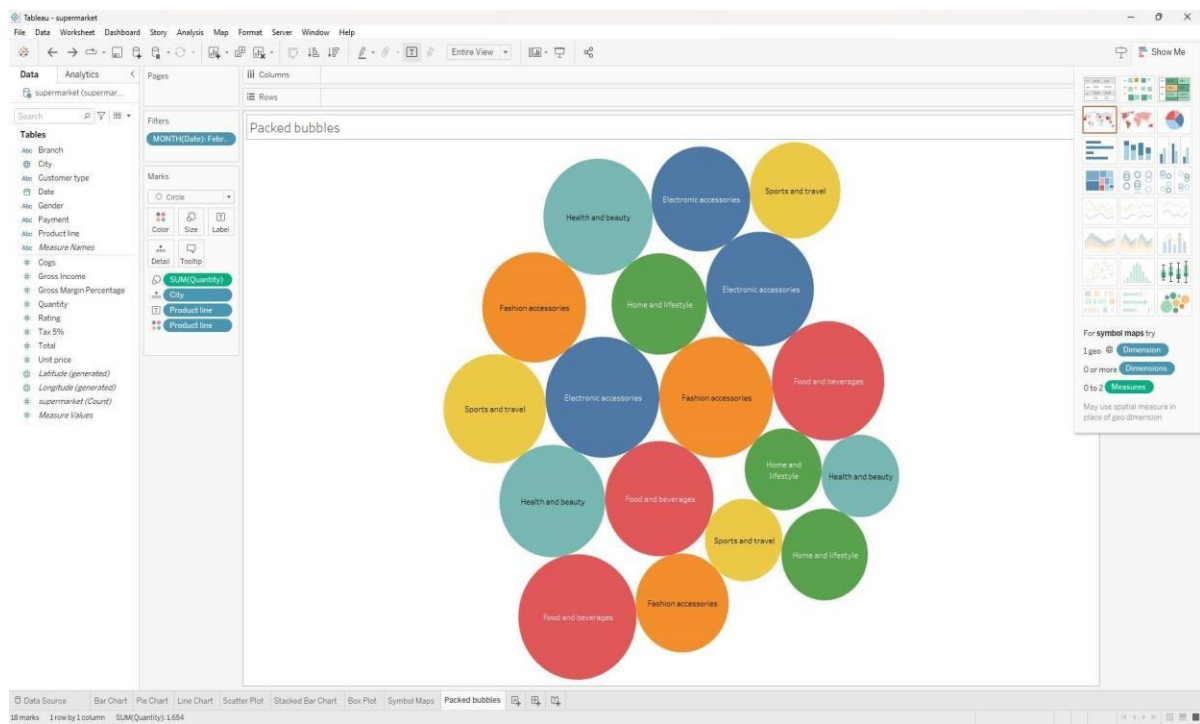 Tableau - supermarket
File Data Worksheet Dashboard Story Analysis Map Format Server Window Help
Entire View
Show Me
Data Analytics
supermarket (supermar...
Search
Tables
Abc Branch
City
Abc Customer type
Date
Abc Gender
Abc Payment
Abc Product line
Abc Measure Names
# Cogs
# Gross Income
# Gross Margin Percentage
# Quantity
# Rating
# Tax 5%
# Total
# Unit price
Latitude (generated)
Longitude (generated)
# supermarket (Count)
# Measure Values
Pages
Filters
MONTH(Date): Febr..
Marks
Circle
Color Size Label
Detail Tooltip
SUM(Quantity)
City
Product line
Product line
Columns
Rows
Packed bubbles
Sports and travel
Electronic accessories
Health and beauty
Electronic accessories
Home and lifestyle
Fashion accessories
Food and beverages
Electronic accessories
Fashion accessories
Sports and travel
Home and
lifestyle
Health and beauty
Food and beverages
Health and beauty
Sports and travel
Home and lifestyle
Fashion accessories
Food and beverages
For symbol maps try
1 geo Dimension
0 or more Dimensions
0 to 2 Measures
May use spatial measure in
place of geo dimension
Data Source Bar Chart Pie Chart Line Chart Scatter Plot Stacked Bar Chart Box Plot Symbol Maps Packed bubbles
18 marks 1 row by 1 column SUM(Quantity): 1,654